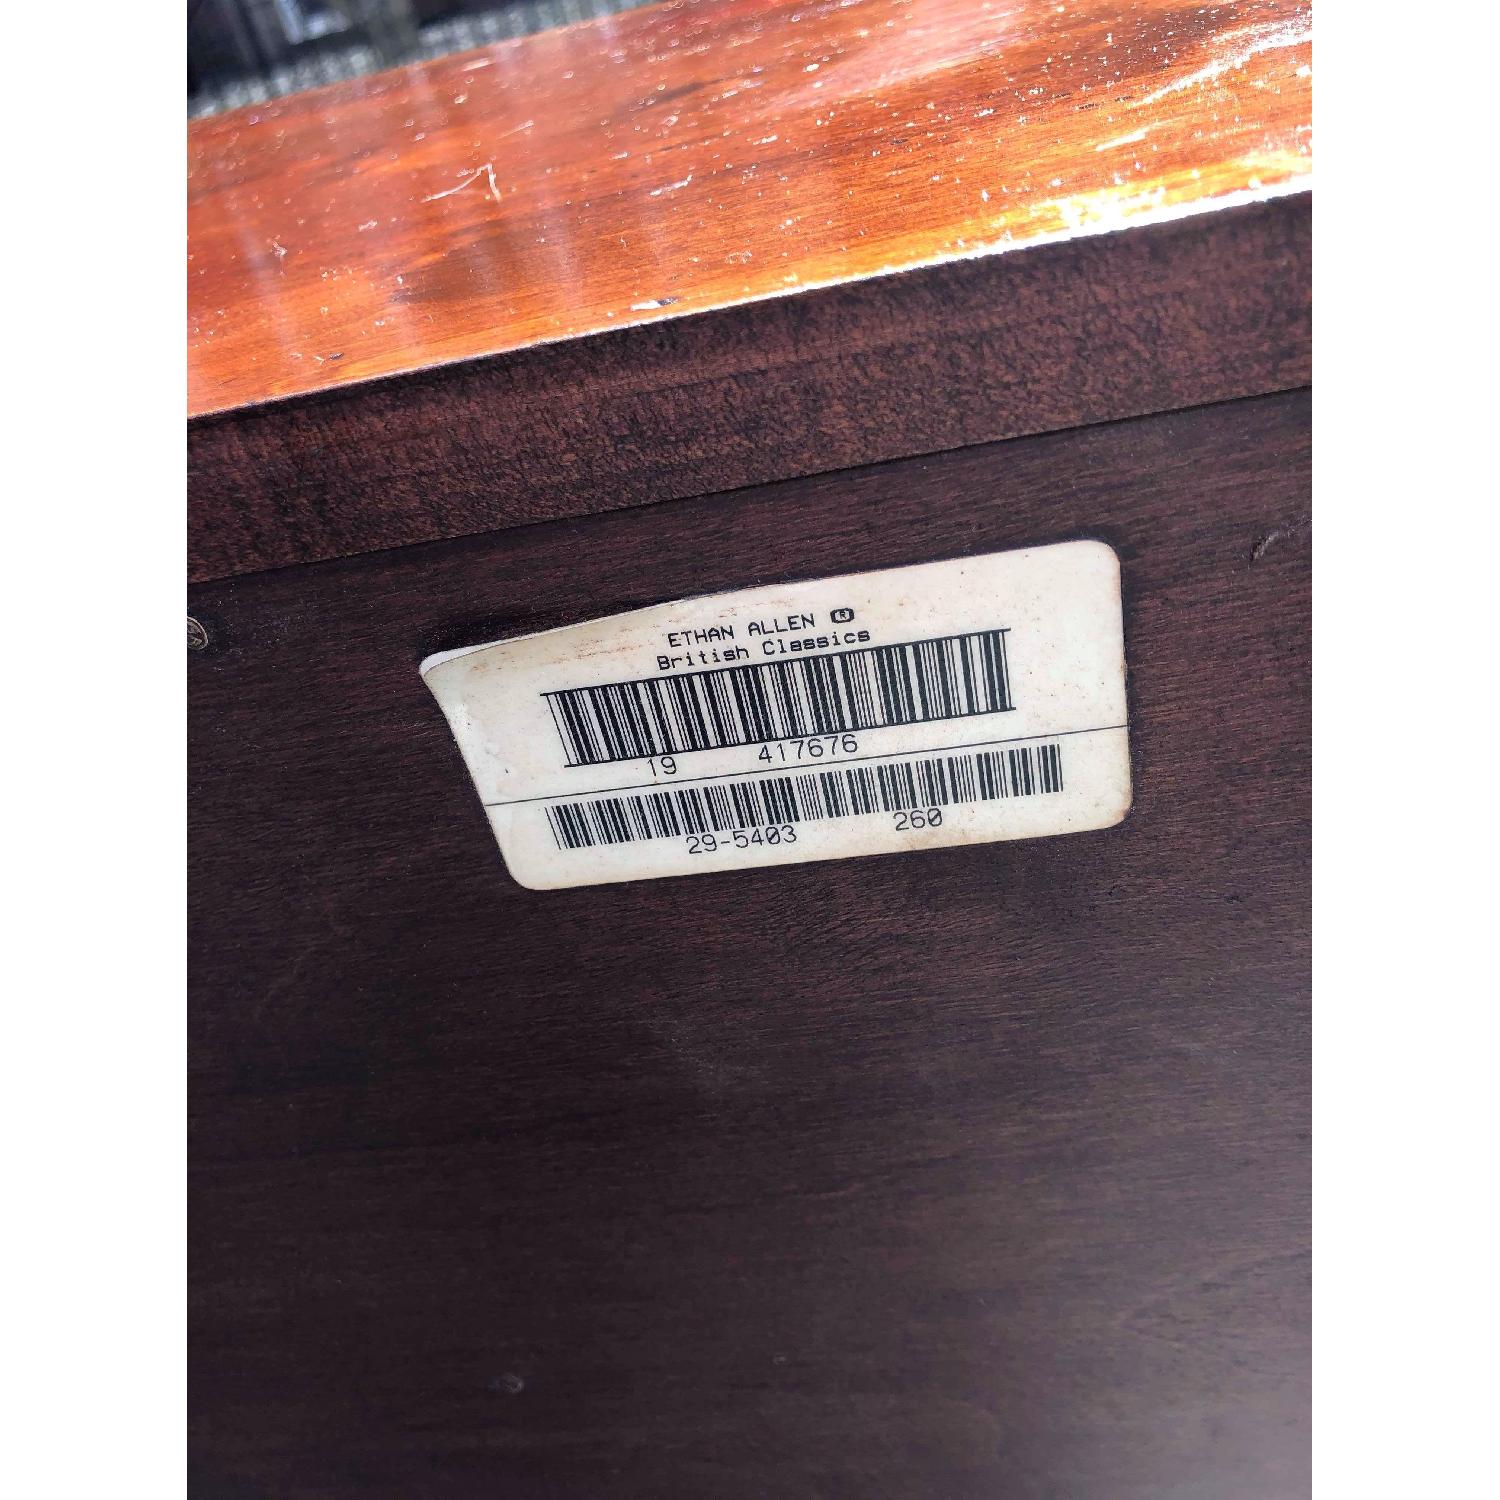 ETHAN ALLEN ®
British Classics
19 417676
29-5403 260